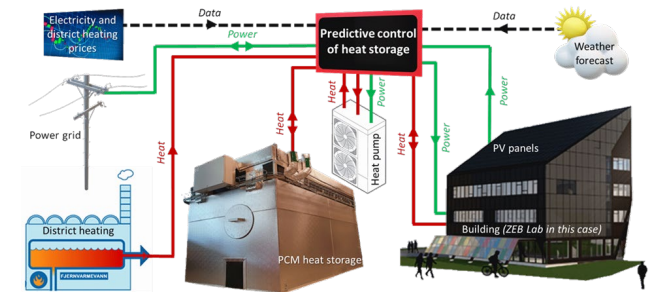 Electricity and
district heating
prices
Data
Predictive control
of heat storage
Data
Weather
forecast
Power
Power grid
Heat
Heat
Heat
Power
Heat pump
Heat
Power
Power
PV panels
Building (ZEB Lab in this case)
District heating
FJERNVARMEVANN
PCM heat storage